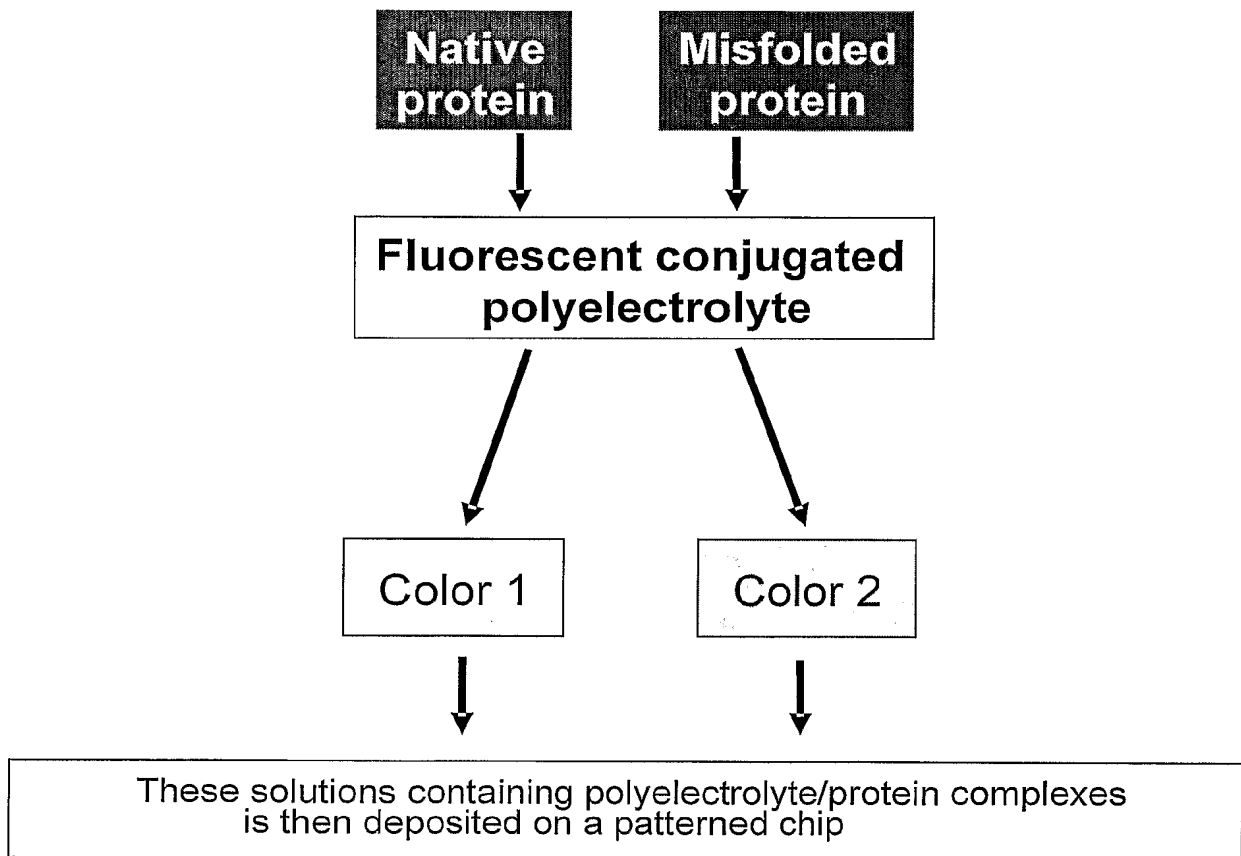 Native
protein
Misfolded
protein
Fluorescent conjugated
polyelectrolyte
Color 1
Color 2
These solutions containing polyelectrolyte/protein complexes
is then deposited on a patterned chip